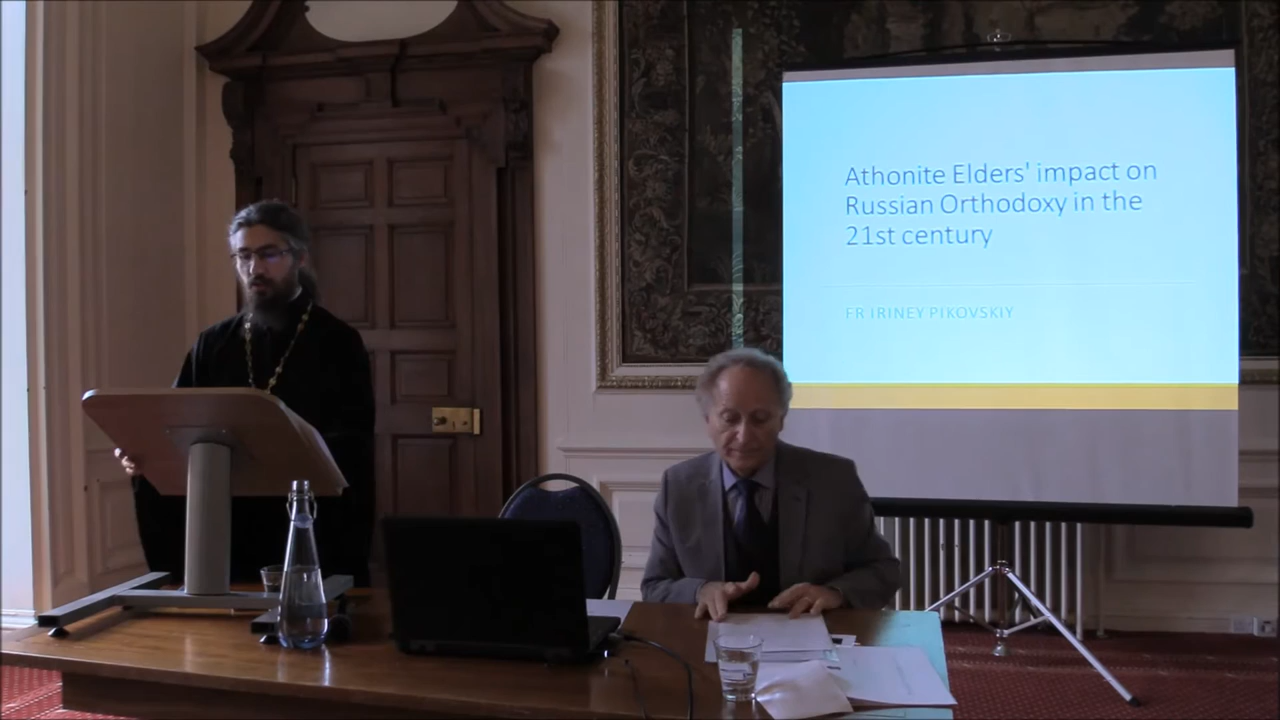 Athonite Elders' impact on
Russian Orthodoxy in the
21st century
FR IRINEY PIKOVSKIY